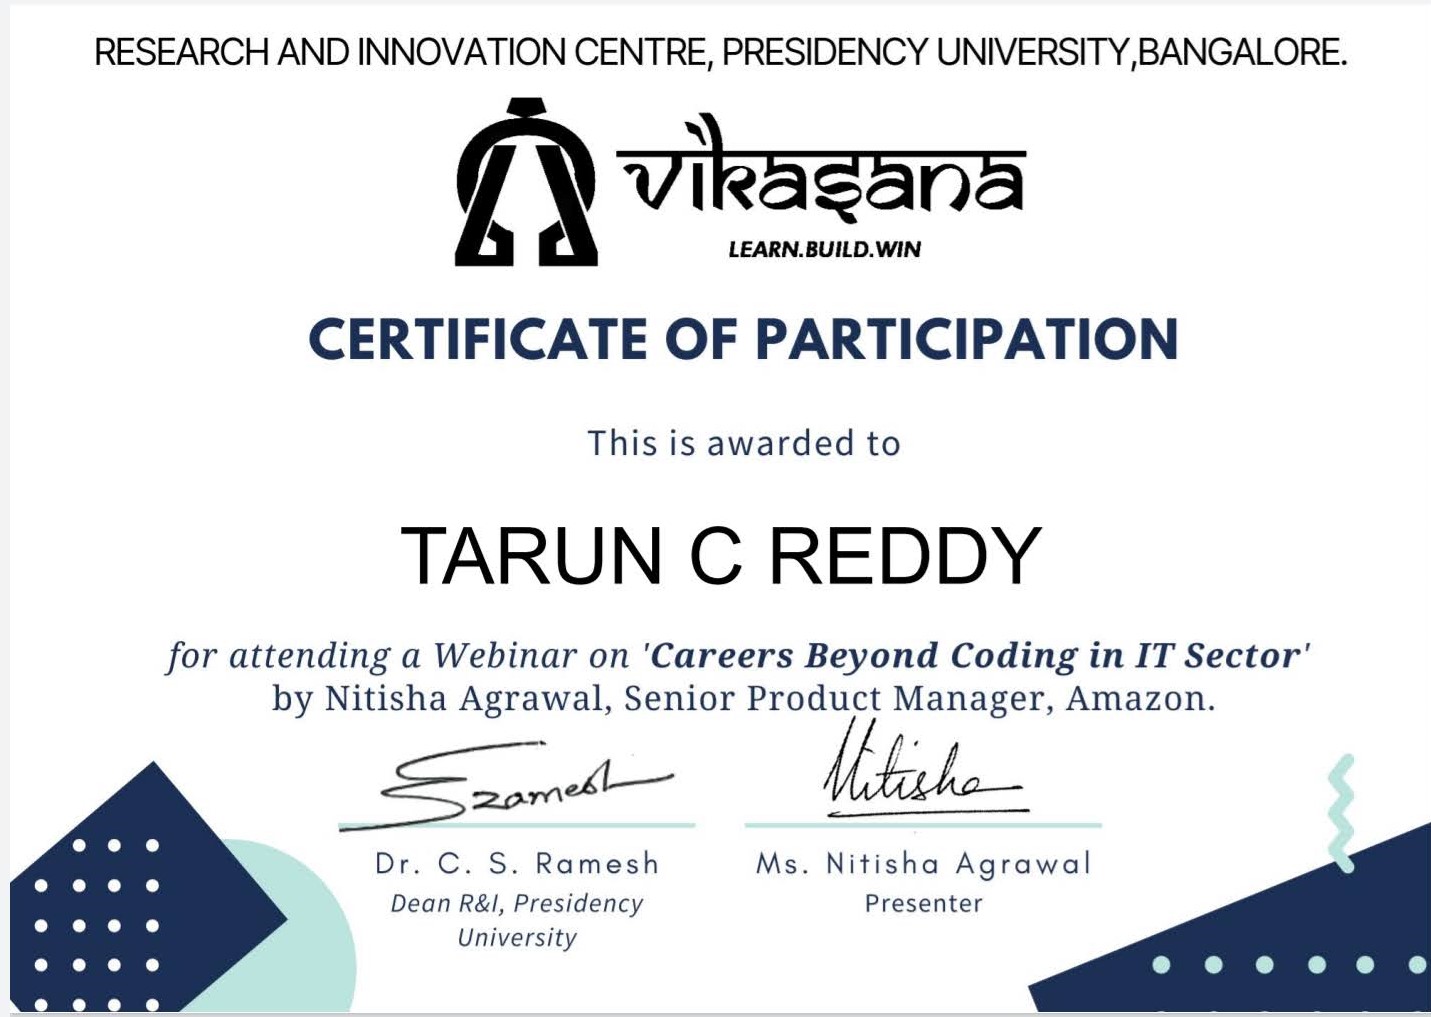 RESEARCH AND INNOVATION CENTRE, PRESIDENCY UNIVERSITY,BANGALORE.
vikasana
LEARN.BUILD.WIN
CERTIFICATE OF PARTICIPATION
This is awarded to
TARUN C REDDY
for attending a Webinar on 'Careers Beyond Coding in IT Sector'
by Nitisha Agrawal, Senior Product Manager, Amazon.
Szramesh Nitisha
Dr. C. S. Ramesh
Dean R&I, Presidency
University
Ms. Nitisha Agrawal
Presenter